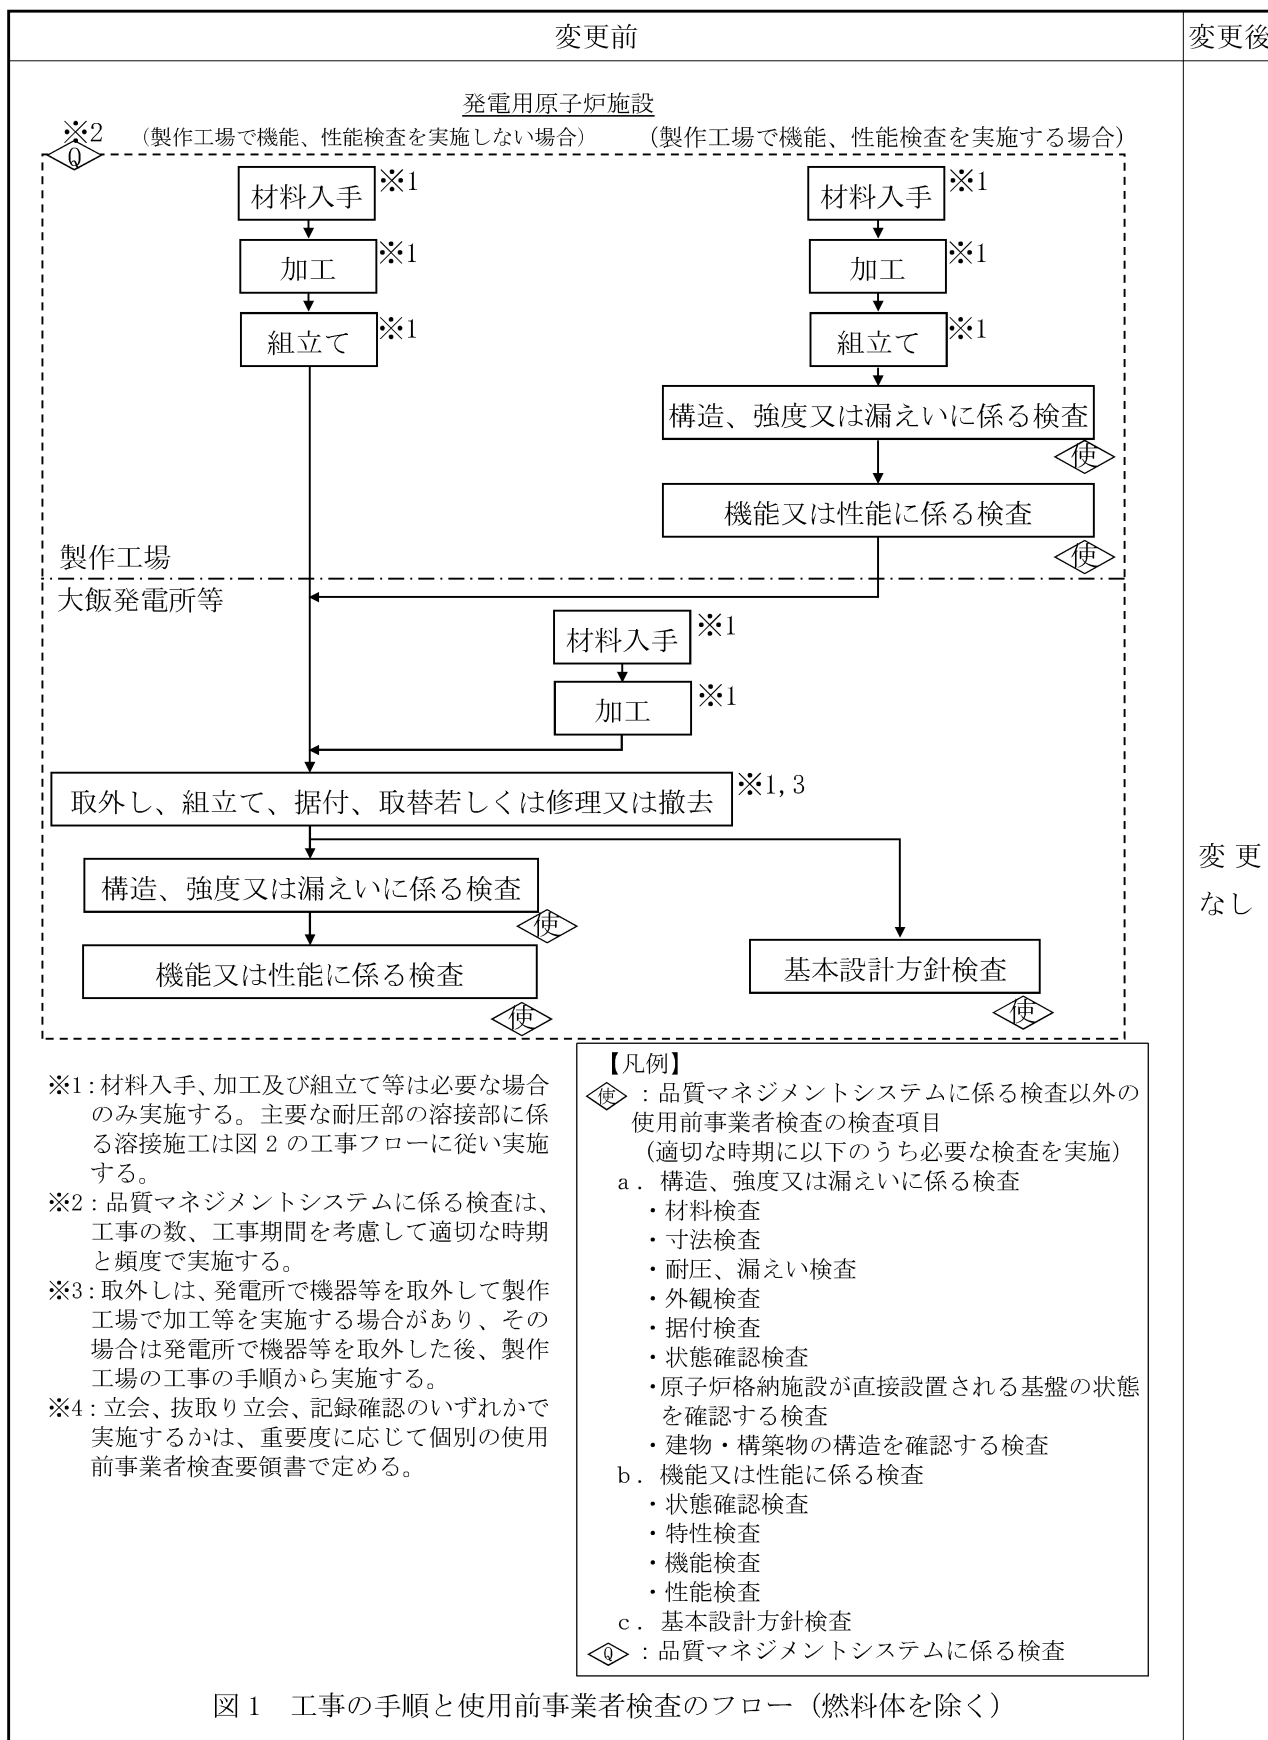 変更前
変更後
発電用原子炉施設
※2
(製作工場で機能、性能検査を実施しない場合)
(製作工場で機能、性能検査を実施する場合)
Q
材料入手
※1
加工
※1
組立て
※1
材料入手
※1
加工
※1
組立て
※1
構造、強度又は漏えいに係る検査
使
機能又は性能に係る検査
使
製作工場
大飯発電所等
材料入手
※1
加工
※1
取外し、組立て、据付、取替若しくは修理又は撤去
※1,3
構造、強度又は漏えいに係る検査
使
機能又は性能に係る検査
使
基本設計方針検査
使
変更
なし
※1:材料入手、加工及び組立て等は必要な場合
のみ実施する。主要な耐圧部の溶接部に係
る溶接施工は図2の工事フローに従い実施
する。
※2:品質マネジメントシステムに係る検査は、
工事の数、工事期間を考慮して適切な時期
と頻度で実施する。
※3:取外しは、発電所で機器等を取外して製作
工場で加工等を実施する場合があり、その
場合は発電所で機器等を取外した後、製作
工場の工事の手順から実施する。
※4:立会、抜取り立会、記録確認のいずれかで
実施するかは、重要度に応じて個別の使用
前事業者検査要領書で定める。
【凡例】
使:品質マネジメントシステムに係る検査以外の
使用前事業者検査の検査項目
(適切な時期に以下のうち必要な検査を実施)
a.構造、強度又は漏えいに係る検査
・材料検査
・寸法検査
・耐圧、漏えい検査
・外観検査
・据付検査
・状態確認検査
・原子炉格納施設が直接設置される基盤の状態
を確認する検査
・建物・構築物の構造を確認する検査
b.機能又は性能に係る検査
・状態確認検査
・特性検査
・機能検査
・性能検査
c.基本設計方針検査
Q:品質マネジメントシステムに係る検査
図1 工事の手順と使用前事業者検査のフロー(燃料体を除く)